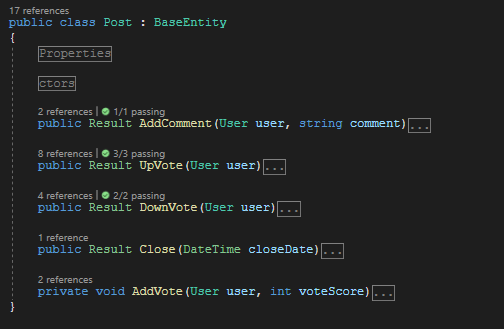 17 references
public class Post : BaseEntity
{
Properties
ctors
2 references | 1/1 passing
public Result AddComment(User user, string comment)...
8 references | 3/3 passing
public Result UpVote(User user)...
4 references | 2/2 passing
public Result DownVote(User user)...
1 reference
public Result Close(DateTime closeDate)...
2 references
private void AddVote(User user, int voteScore)...
}